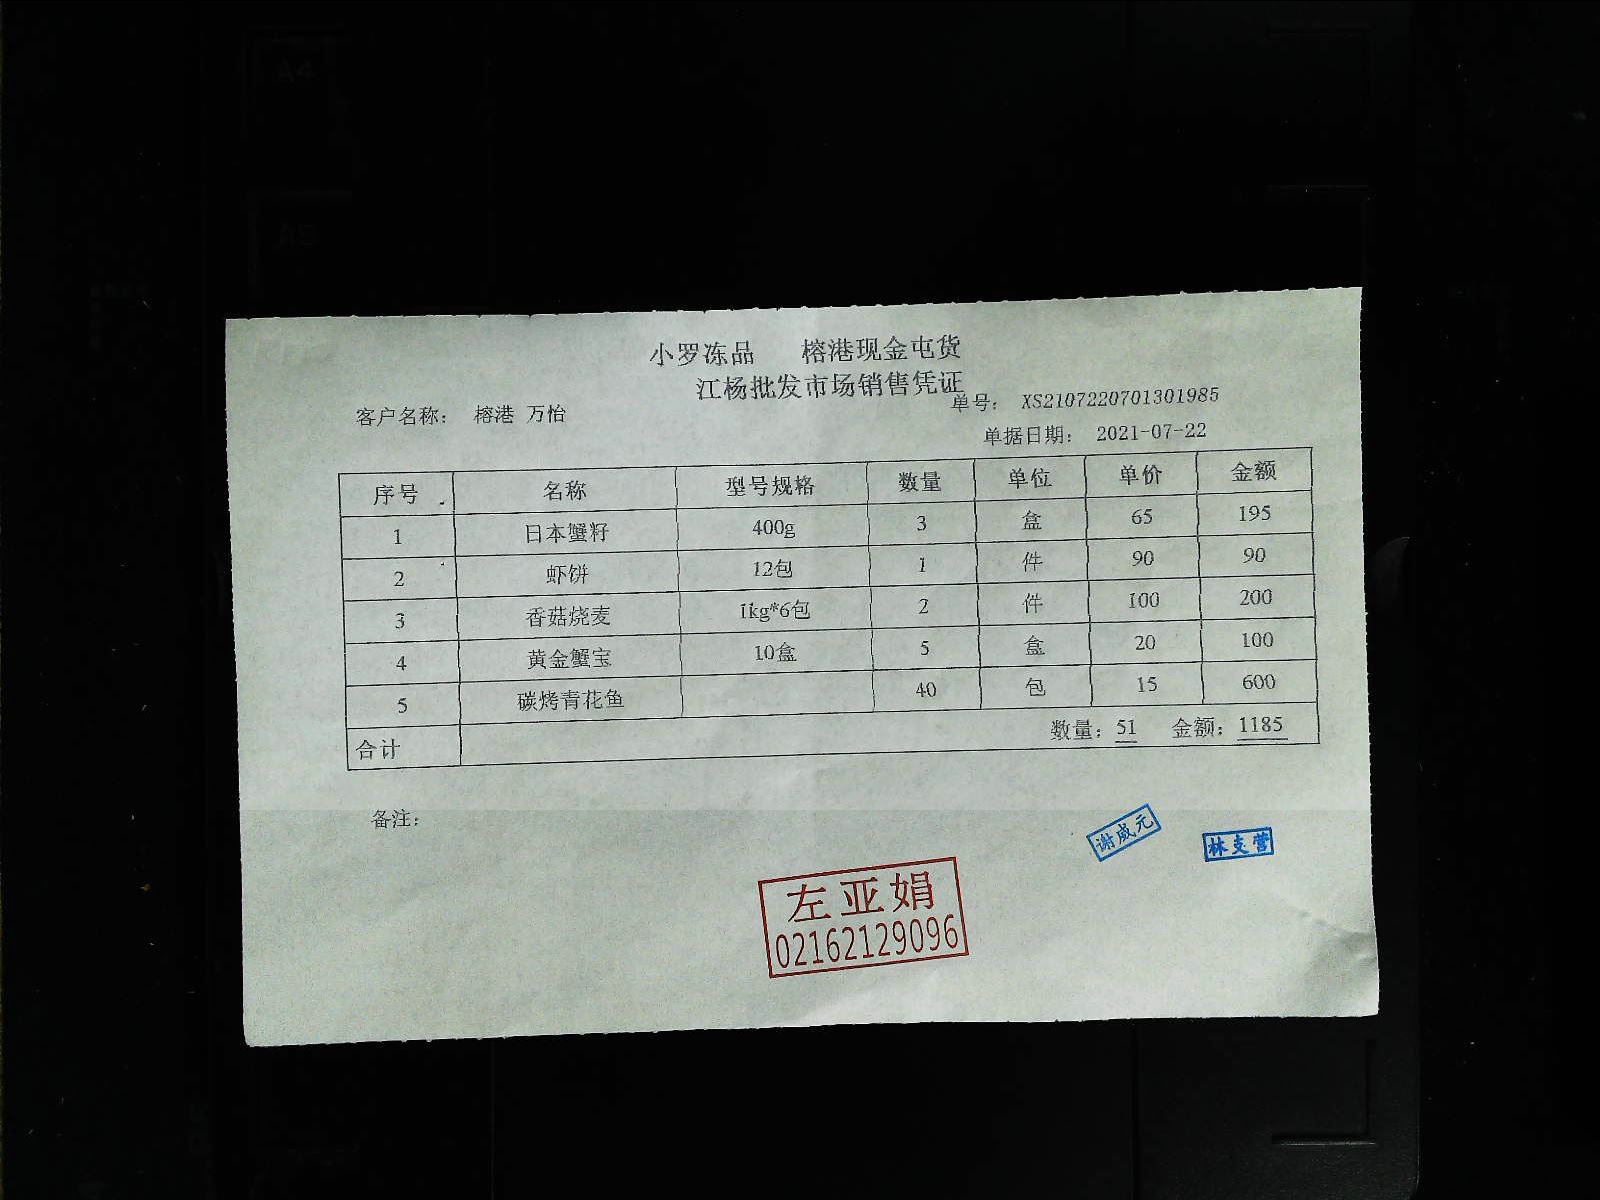 小罗冻品 榕港现金屯货
江杨批发市场销售凭证
单号： XS2107220701301985
客户名称： 榕港 万怡
单据日期： 2021-07-22
序号 名称 型号规格 数量 单位 单价 金额
1 日本蟹籽 400g 3 盒 65 195
2 虾饼 12包 1 件 90 90
3 香菇烧麦 1kg*6包 2 件 100 200
4 黄金蟹宝 10盒 5 盒 20 100
5 碳烤青花鱼 40 包 15 600
合计 数量：51 金额：1185
备注：
谢威元
林支营
左亚娟
02162129096
A4
A5